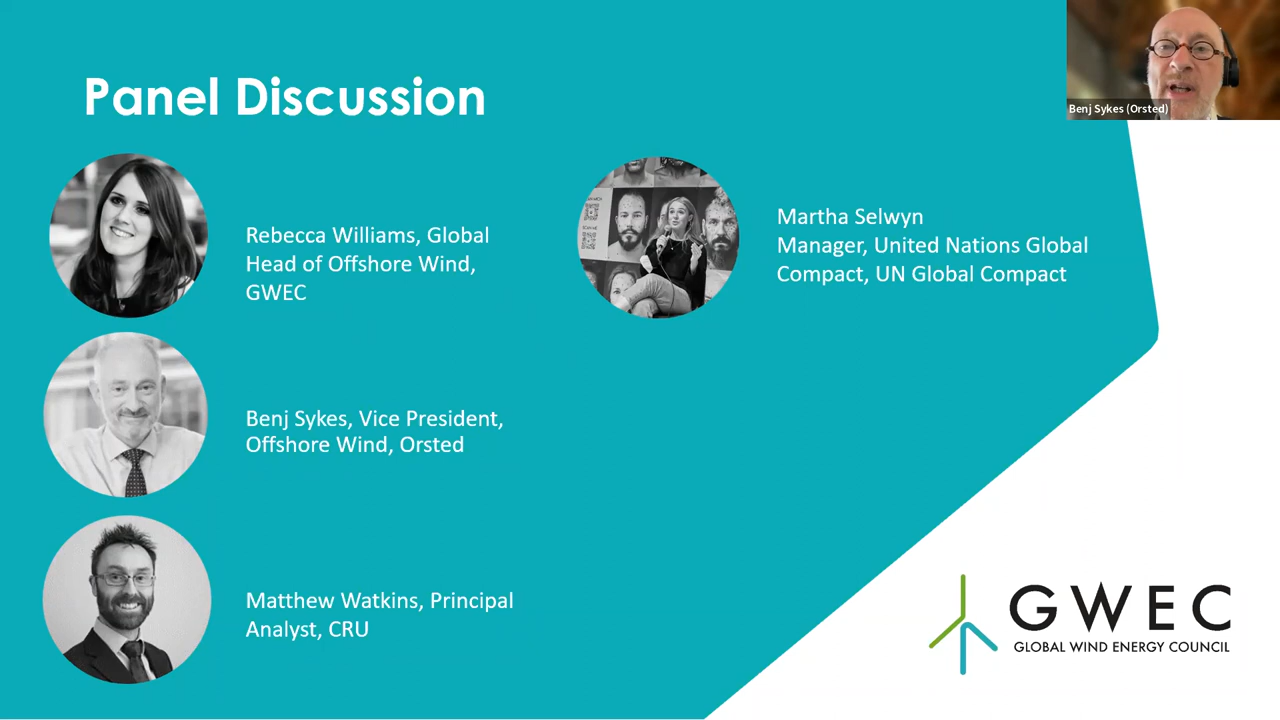 Panel Discussion
Benj Sykes (Orsted)
Rebecca Williams, Global
Head of Offshore Wind,
GWEC
Martha Selwyn
Manager, United Nations Global
Compact, UN Global Compact
Benj Sykes, Vice President,
Offshore Wind, Orsted
Matthew Watkins, Principal
Analyst, CRU
GWEC
GLOBAL WIND ENERGY COUNCIL